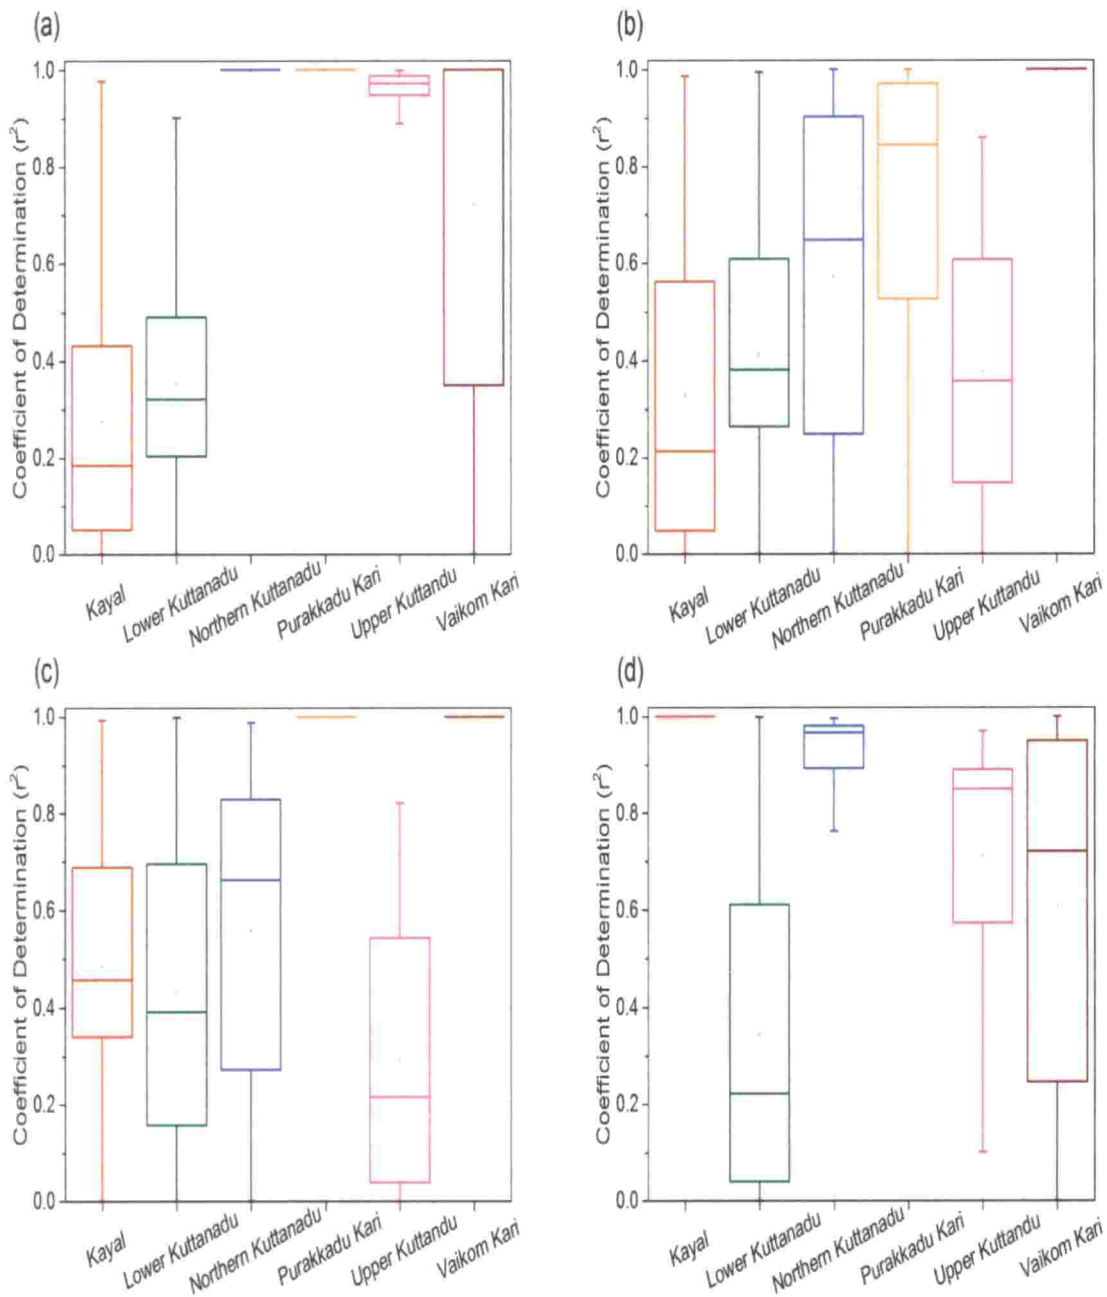 (a)
Coefficient of Determination (r²)
1.0
0.8
0.6
0.4
0.2
0.0
Kayal
Lower Kuttanadu
Northern Kuttanadu
Purakkadu Kari
Upper Kuttandu
Vaikom Kari
(b)
Coefficient of Determination (r²)
1.0
0.8
0.6
0.4
0.2
0.0
Kayal
Lower Kuttanadu
Northern Kuttanadu
Purakkadu Kari
Upper Kuttandu
Vaikom Kari
(c)
Coefficient of Determination (r²)
1.0
0.8
0.6
0.4
0.2
0.0
Kayal
Lower Kuttanadu
Northern Kuttanadu
Purakkadu Kari
Upper Kuttandu
Vaikom Kari
(d)
Coefficient of Determination (r²)
1.0
0.8
0.6
0.4
0.2
0.0
Kayal
Lower Kuttanadu
Northern Kuttanadu
Purakkadu Kari
Upper Kuttandu
Vaikom Kari